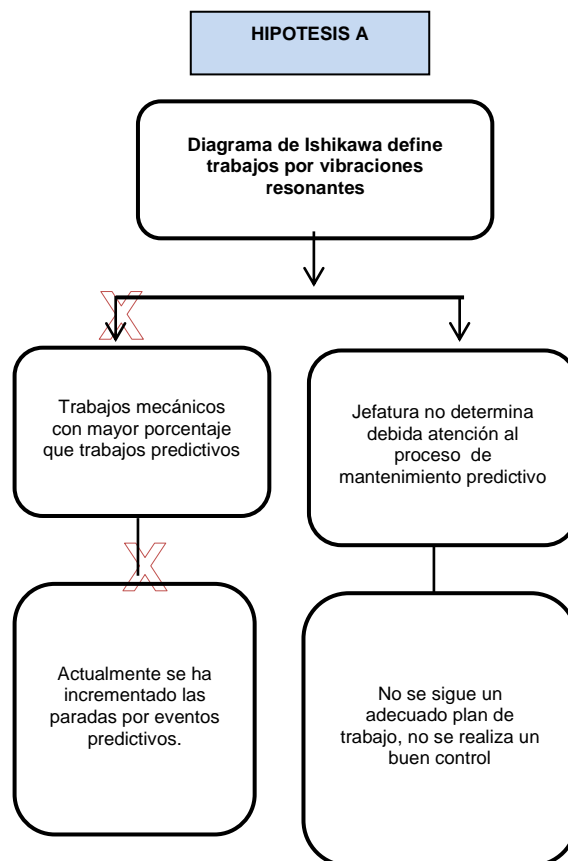 HIPOTESIS A
Diagrama de Ishikawa define
trabajos por vibraciones
resonantes
X
Trabajos mecánicos
con mayor porcentaje
que trabajos predictivos
Jefatura no determina
debida atención al
proceso de
mantenimiento predictivo
X
Actualmente se ha
incrementado las
paradas por eventos
predictivos.
No se sigue un
adecuado plan de
trabajo, no se realiza un
buen control